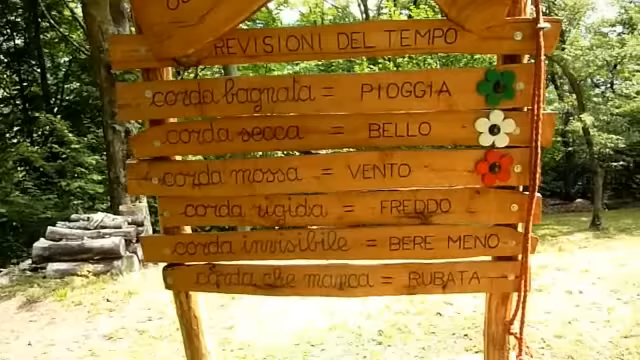 REVISIONI DEL TEMPO
corda bagnata = PIOGGIA
corda secca = BELLO
corda mossa = VENTO
corda rigida = FREDDO
corda invisibile = BERE MENO
corda che manca = RUBATA